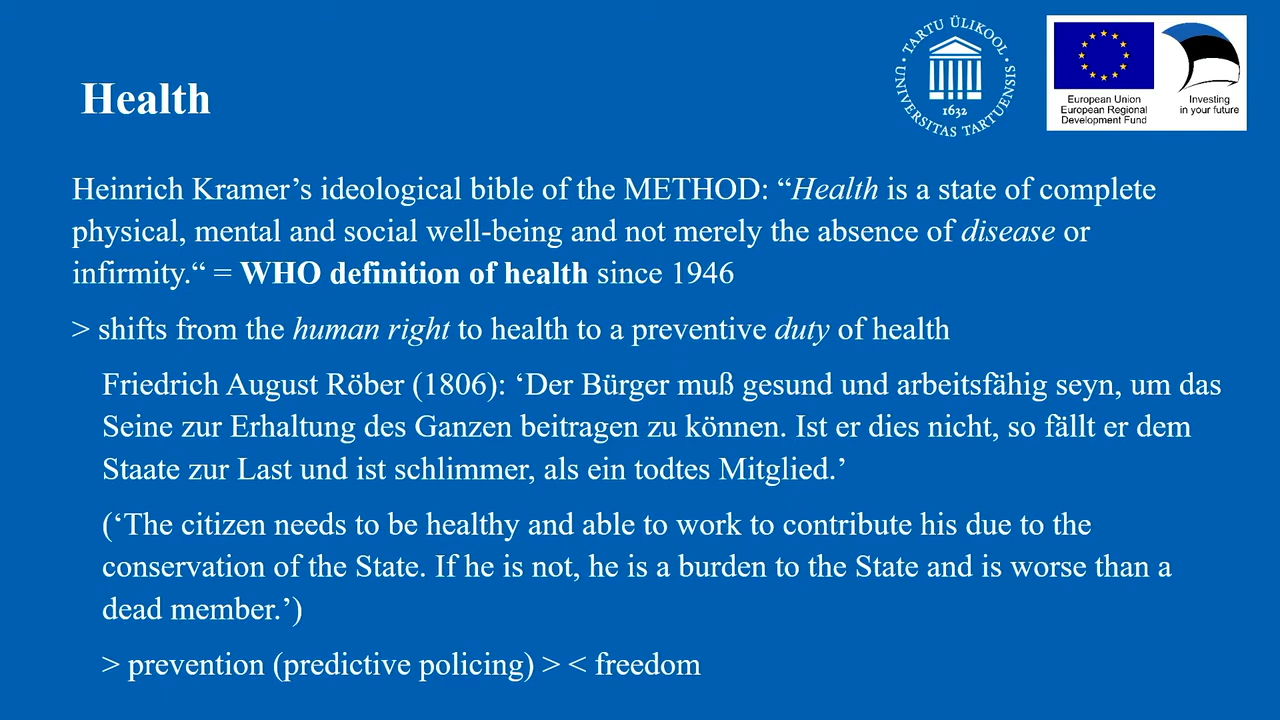 TARTU ÜLIKOOL
UNIVERSITAS TARTUENSIS
1632
European Union
European Regional
Development Fund
Investing
in your future
Health
Heinrich Kramer’s ideological bible of the METHOD: “Health is a state of complete
physical, mental and social well-being and not merely the absence of disease or
infirmity.“ = WHO definition of health since 1946
> shifts from the human right to health to a preventive duty of health
Friedrich August Röber (1806): ‘Der Bürger muß gesund und arbeitsfähig seyn, um das
Seine zur Erhaltung des Ganzen beitragen zu können. Ist er dies nicht, so fällt er dem
Staate zur Last und ist schlimmer, als ein todtes Mitglied.’
(‘The citizen needs to be healthy and able to work to contribute his due to the
conservation of the State. If he is not, he is a burden to the State and is worse than a
dead member.’)
> prevention (predictive policing) > < freedom